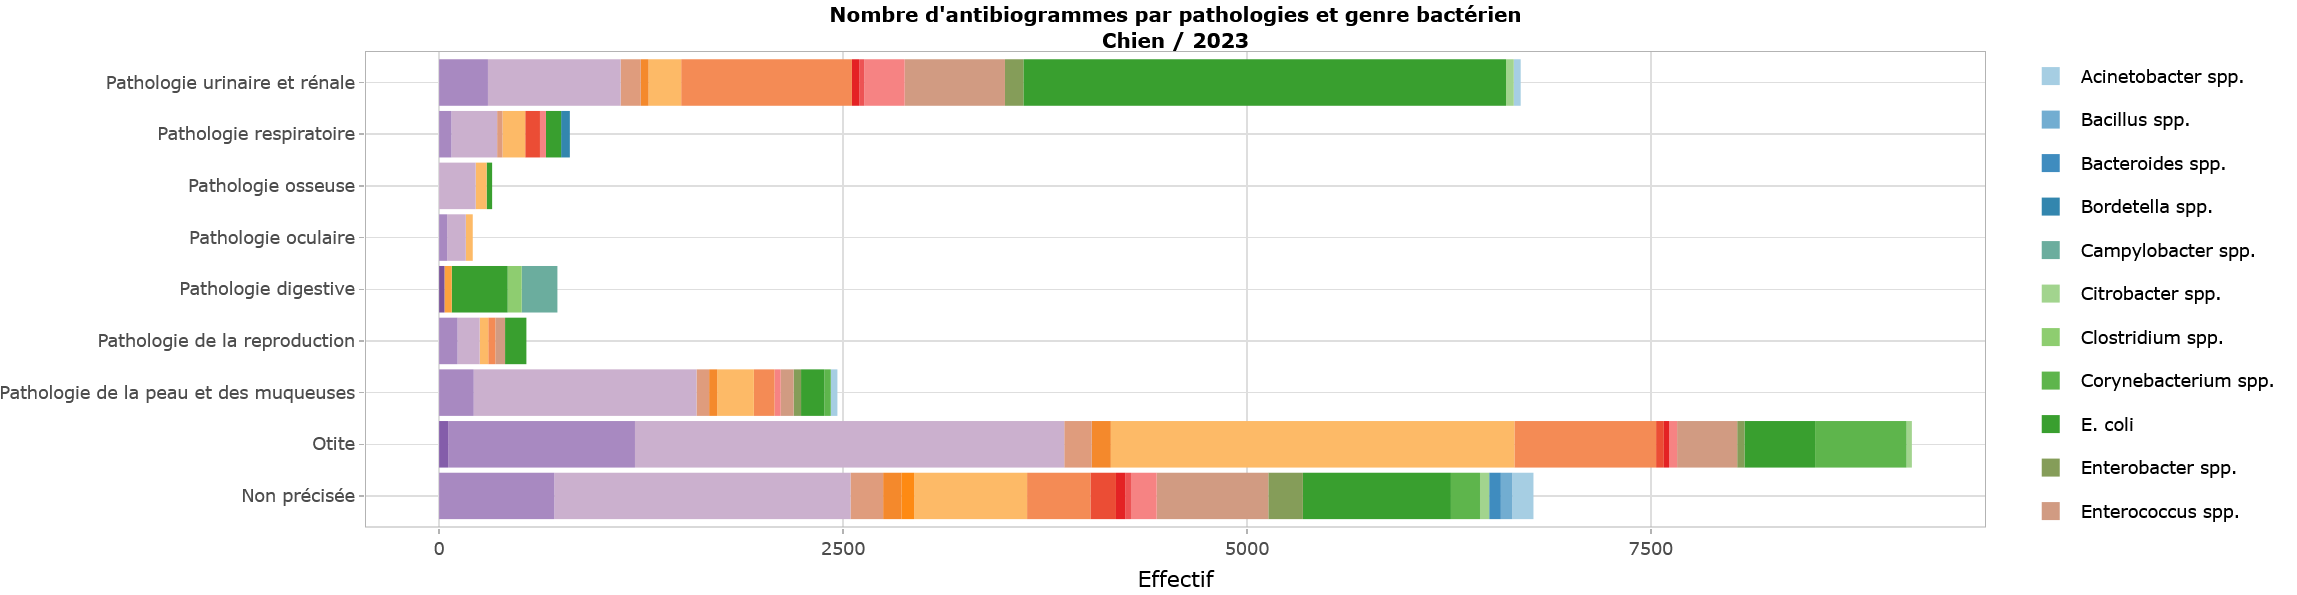 Nombre d'antibiogrammes par pathologies et genre bactérien
Chien / 2023
Pathologie urinaire et rénale
Pathologie respiratoire
Pathologie osseuse
Pathologie oculaire
Pathologie digestive
Pathologie de la reproduction
Pathologie de la peau et des muqueuses
Otite
Non précisée
0 2500 5000 7500
Effectif
Acinetobacter spp.
Bacillus spp.
Bacteroides spp.
Bordetella spp.
Campylobacter spp.
Citrobacter spp.
Clostridium spp.
Corynebacterium spp.
E. coli
Enterobacter spp.
Enterococcus spp.